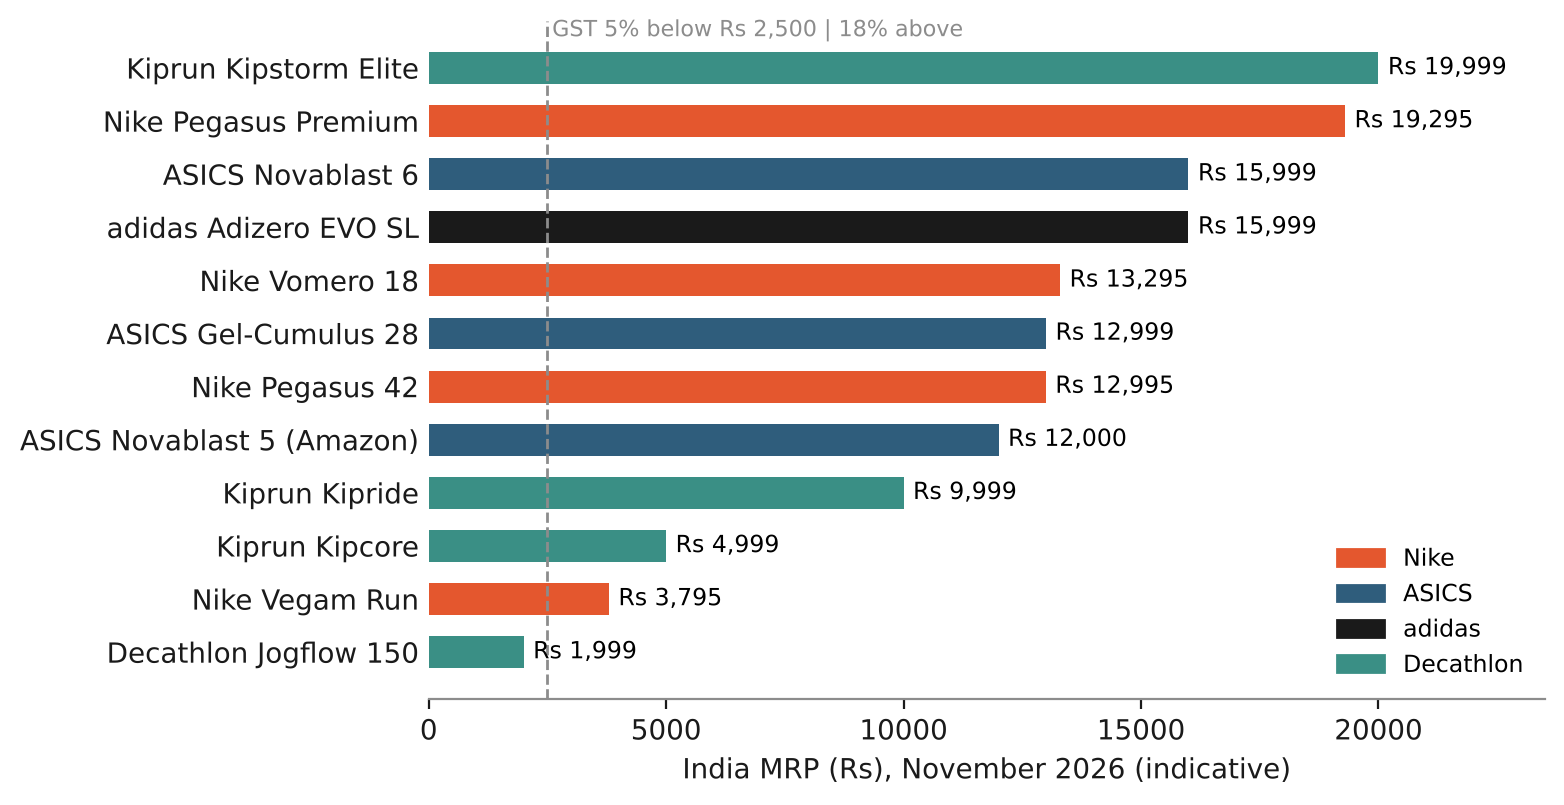 GST 5% below Rs 2,500 | 18% above
Kiprun Kipstorm Elite Rs 19,999
Nike Pegasus Premium Rs 19,295
ASICS Novablast 6 Rs 15,999
adidas Adizero EVO SL Rs 15,999
Nike Vomero 18 Rs 13,295
ASICS Gel-Cumulus 28 Rs 12,999
Nike Pegasus 42 Rs 12,995
ASICS Novablast 5 (Amazon) Rs 12,000
Kiprun Kipride Rs 9,999
Kiprun Kipcore Rs 4,999
Nike Vegam Run Rs 3,795
Decathlon Jogflow 150 Rs 1,999
Nike
ASICS
adidas
Decathlon
0 5000 10000 15000 20000
India MRP (Rs), November 2026 (indicative)